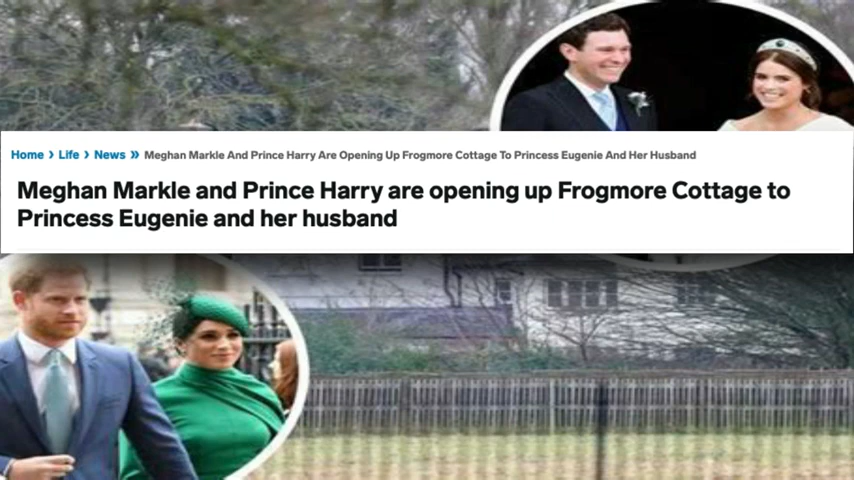 Home › Life › News » Meghan Markle And Prince Harry Are Opening Up Frogmore Cottage To Princess Eugenie And Her Husband
Meghan Markle and Prince Harry are opening up Frogmore Cottage to
Princess Eugenie and her husband